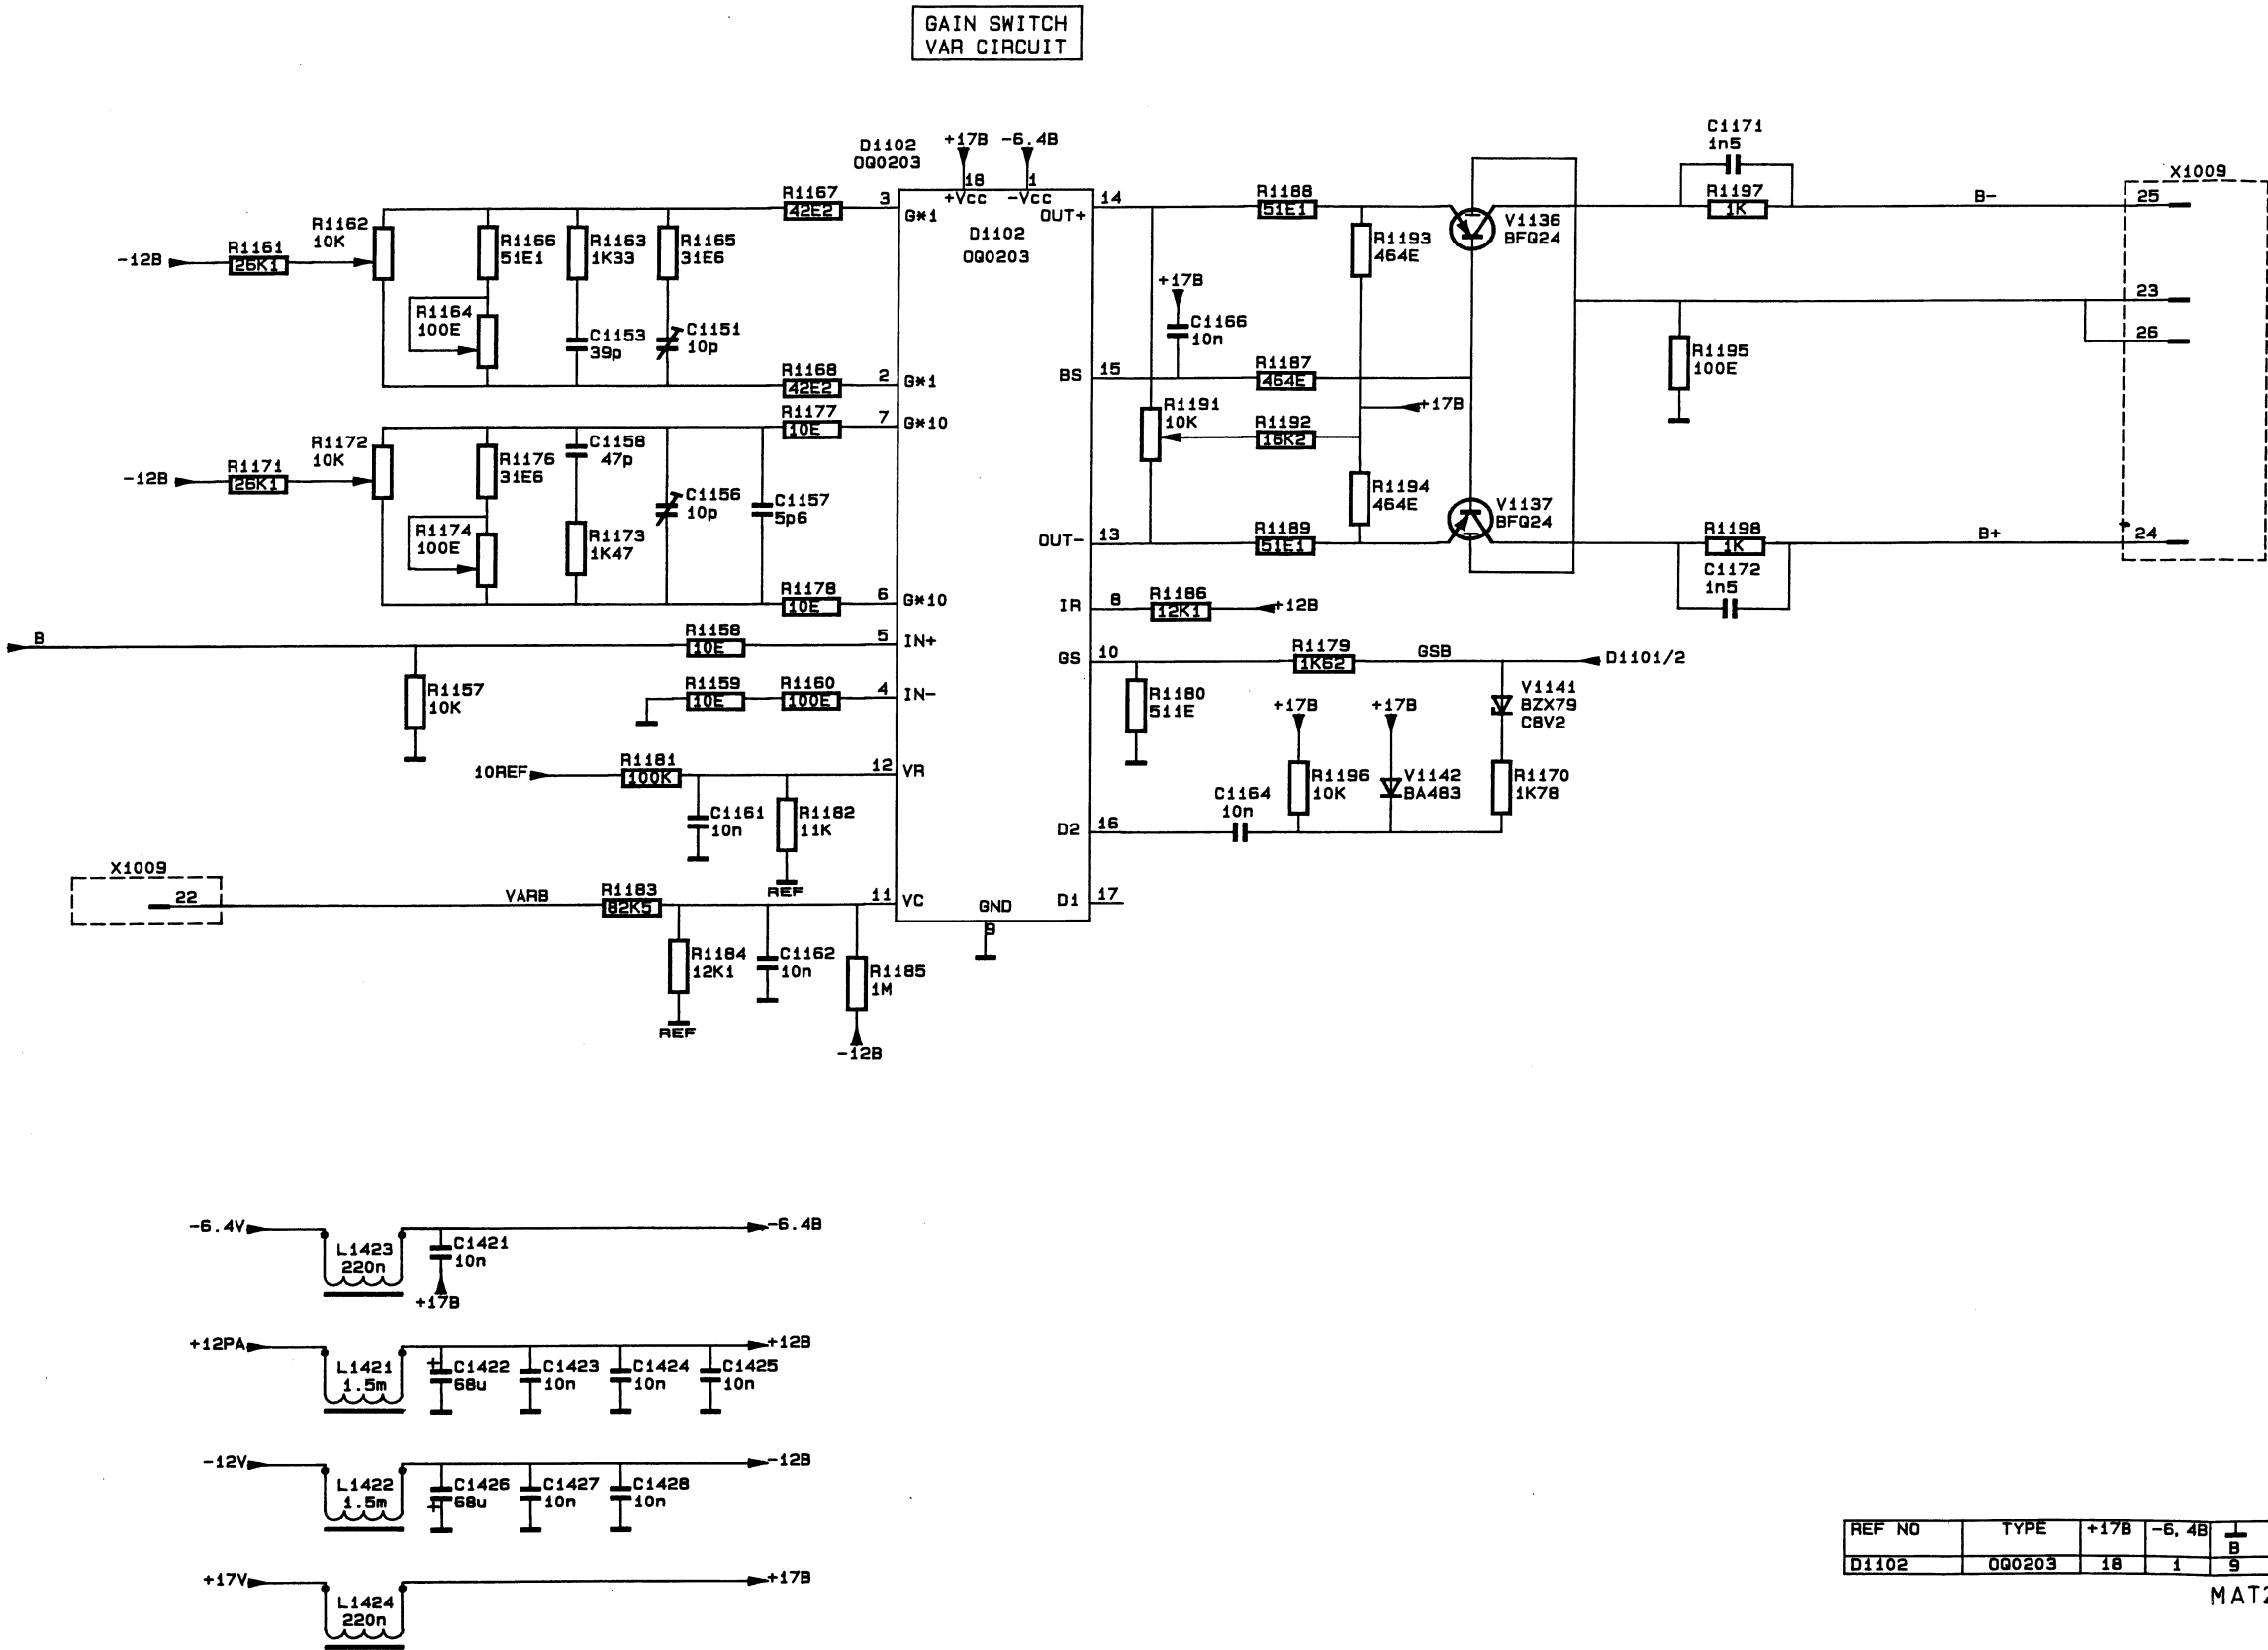 GAIN SWITCH
VAR CIRCUIT
D1102
OQ0203
+17B
-6.4B
18
1
+Vcc
-Vcc
D1102
OQ0203
3
G*1
2
G*1
7
G*10
6
G*10
5
IN+
4
IN-
12
VR
11
VC
GND
9
14
OUT+
15
BS
13
OUT-
8
IR
10
GS
16
D2
17
D1
-12B
R1161
26K1
R1162
10K
R1166
51E1
R1164
100E
R1163
1K33
C1153
39p
R1165
31E6
C1151
10p
R1167
42E2
R1168
42E2
-12B
R1171
26K1
R1172
10K
R1176
31E6
R1174
100E
C1158
47p
R1173
1K47
C1156
10p
C1157
5p6
R1177
10E
R1178
10E
B
R1157
10K
R1158
10E
R1159
10E
R1160
100E
10REF
R1181
100K
C1161
10n
R1182
11K
REF
X1009
22
VARB
R1183
82K5
R1184
12K1
REF
C1162
10n
R1185
1M
-12B
R1188
51E1
R1193
464E
+17B
C1166
10n
R1187
464E
R1191
10K
R1192
16K2
+17B
R1194
464E
R1189
51E1
V1136
BFQ24
V1137
BFQ24
C1171
1n5
R1197
1K
B-
R1195
100E
R1198
1K
C1172
1n5
B+
X1009
25
23
26
24
R1186
12K1
+12B
R1179
1K62
GSB
D1101/2
R1180
511E
+17B
+17B
V1141
BZX79
C8V2
R1196
10K
V1142
BA483
R1170
1K78
C1164
10n
-6.4V
L1423
220n
C1421
10n
+17B
-6.4B
+12PA
L1421
1.5m
+
C1422
68u
C1423
10n
C1424
10n
C1425
10n
+12B
-12V
L1422
1.5m
C1426
68u
+
C1427
10n
C1428
10n
-12B
+17V
L1424
220n
+17B
REF NO TYPE +17B -6,4B B
D1102 OQ0203 18 1 9
MAT2